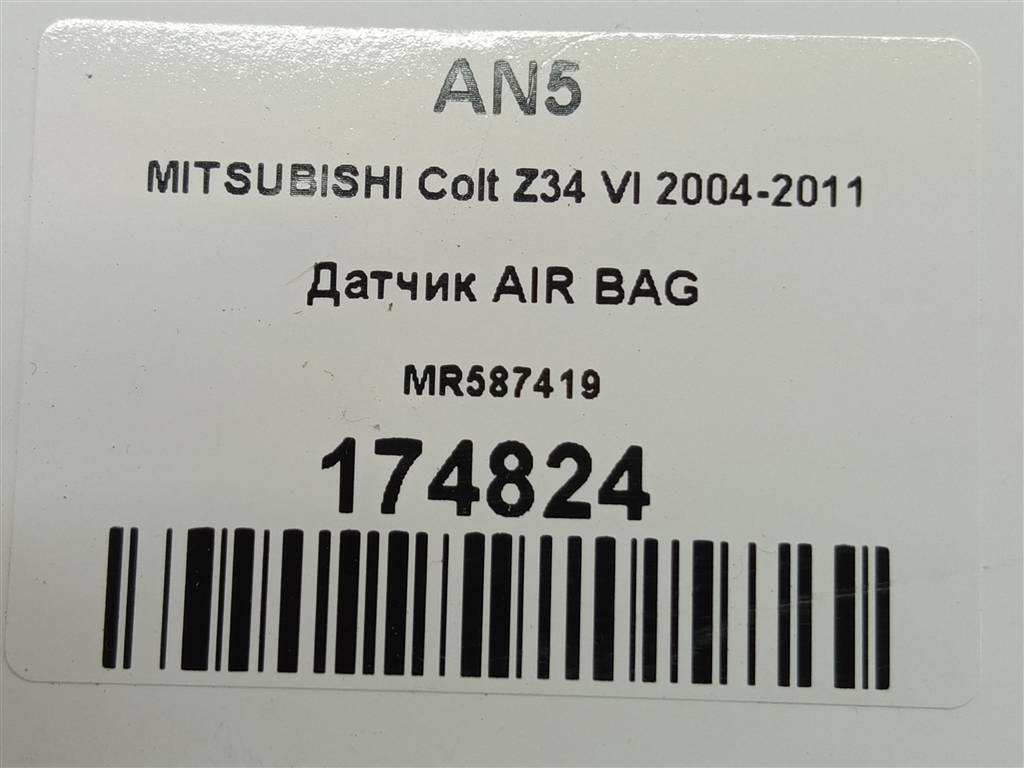 AN5
MITSUBISHI Colt Z34 VI 2004-2011
Датчик AIR BAG
MR587419
174824